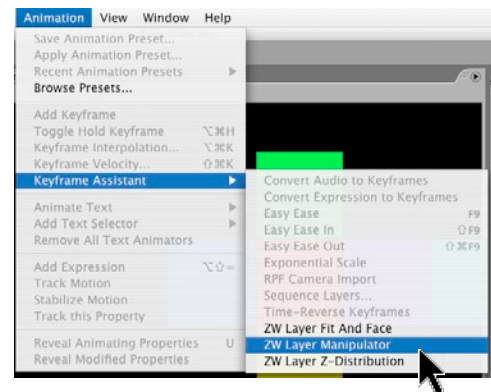 Animation View Window Help
Save Animation Preset...
Apply Animation Preset...
Recent Animation Presets
Browse Presets...
Add Keyframe
Toggle Hold Keyframe ⌥⌘H
Keyframe Interpolation... ⌥⌘K
Keyframe Velocity... ⇧⌘K
Keyframe Assistant
Animate Text
Add Text Selector
Remove All Text Animators
Add Expression ⌥⇧=
Track Motion
Stabilize Motion
Track this Property
Reveal Animating Properties U
Reveal Modified Properties
Convert Audio to Keyframes
Convert Expression to Keyframes
Easy Ease F9
Easy Ease In ⇧F9
Easy Ease Out ⇧⌘F9
Exponential Scale
RPF Camera Import
Sequence Layers...
Time-Reverse Keyframes
ZW Layer Fit And Face
ZW Layer Manipulator
ZW Layer Z-Distribution